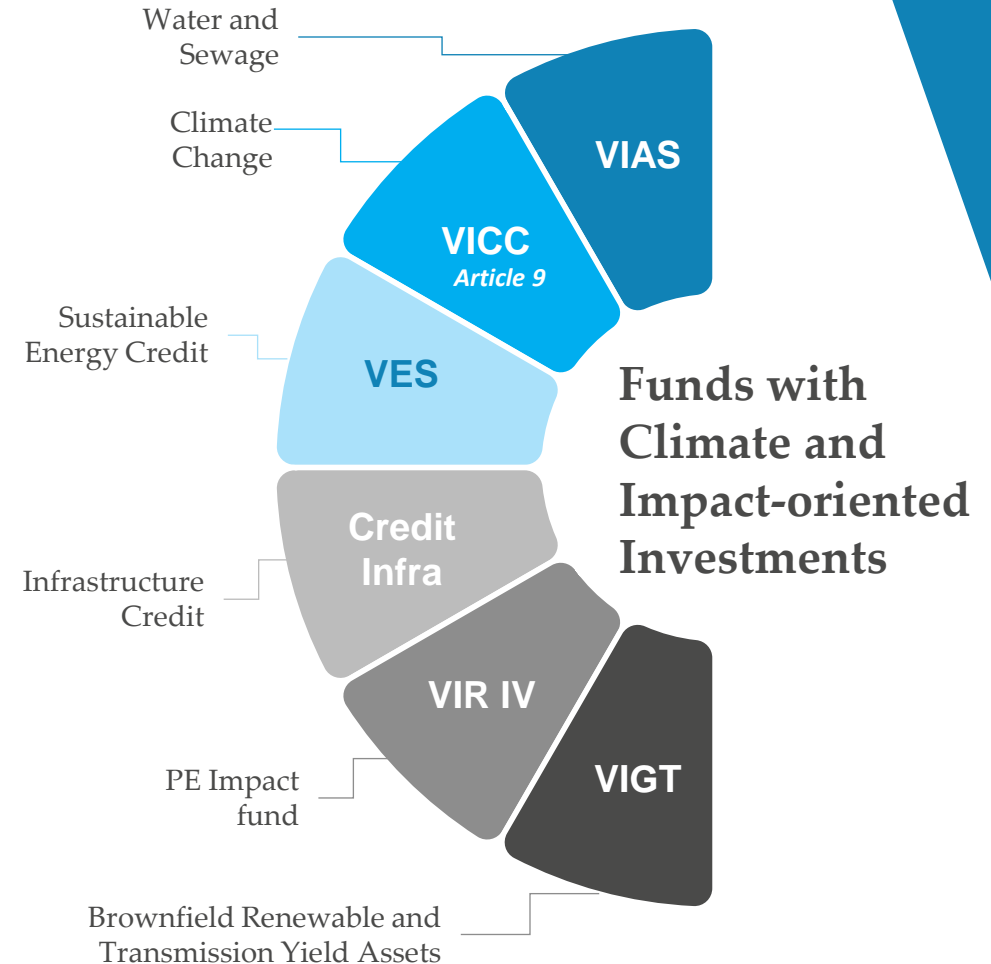 Water and
Sewage
VIAS
Climate
Change
VICC
Article 9
Sustainable
Energy Credit
VES
Funds with
Climate and
Impact-oriented
Investments
Credit
Infra
Infrastructure
Credit
VIR IV
PE Impact
fund
VIGT
Brownfield Renewable and
Transmission Yield Assets